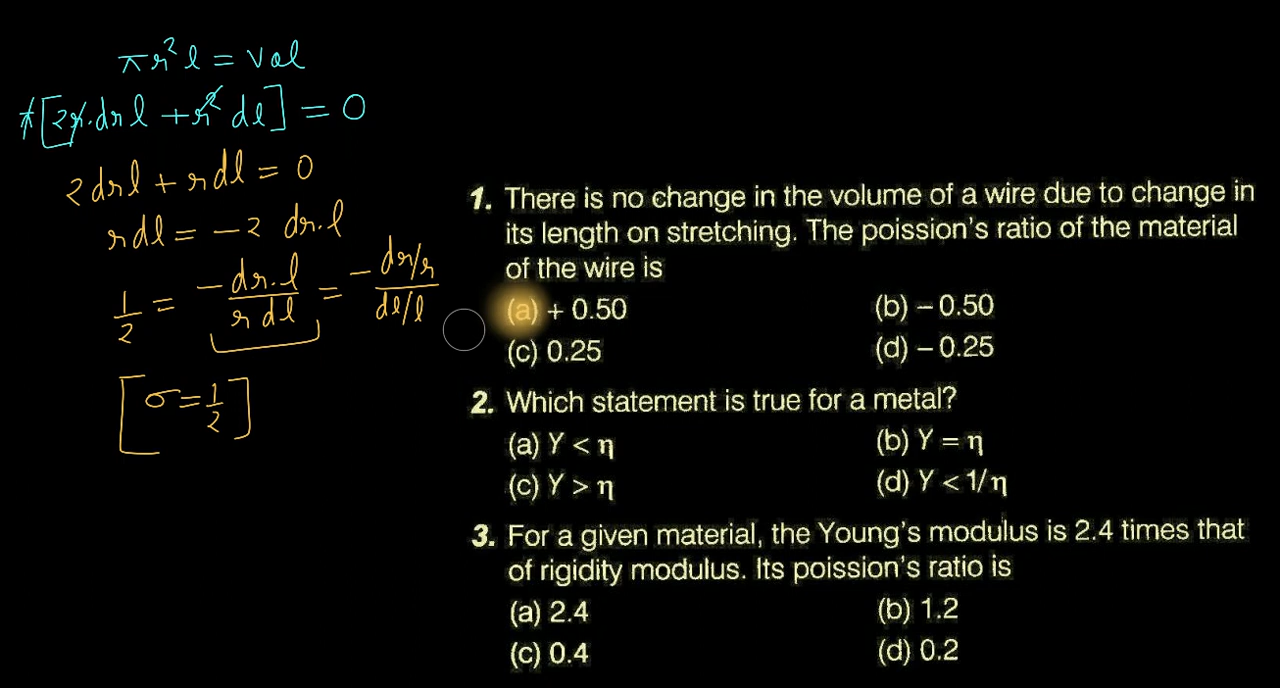 πr²l = Vol
π[2r.dr l + r² dl] = 0
2drl + rdl = 0
rdl = -2 dr.l
1/2 = -dr.l / r dl = - dr/r / dl/l
[σ = 1/2]
1. There is no change in the volume of a wire due to change in
its length on stretching. The poission's ratio of the material
of the wire is
(a) + 0.50 (b) – 0.50
(c) 0.25 (d) – 0.25
2. Which statement is true for a metal?
(a) Y < η (b) Y = η
(c) Y > η (d) Y < 1/η
3. For a given material, the Young's modulus is 2.4 times that
of rigidity modulus. Its poission's ratio is
(a) 2.4 (b) 1.2
(c) 0.4 (d) 0.2